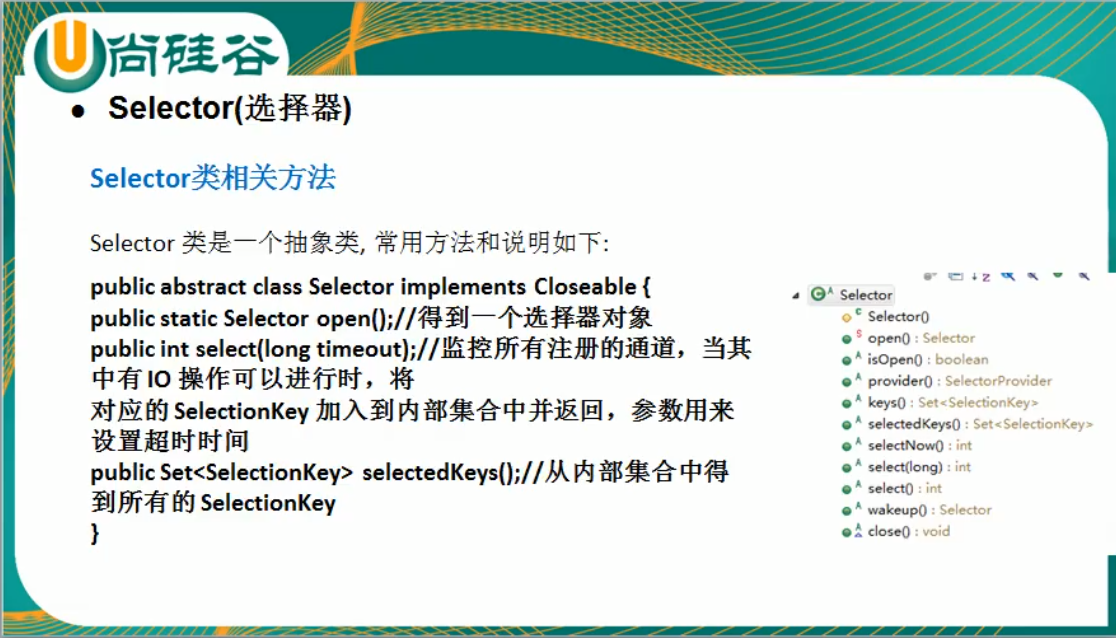 尚硅谷
• Selector(选择器)
Selector类相关方法
Selector 类是一个抽象类, 常用方法和说明如下:
public abstract class Selector implements Closeable {
public static Selector open();//得到一个选择器对象
public int select(long timeout);//监控所有注册的通道，当其
中有 IO 操作可以进行时，将
对应的 SelectionKey 加入到内部集合中并返回，参数用来
设置超时时间
public Set<SelectionKey> selectedKeys();//从内部集合中得
到所有的 SelectionKey
}
Selector
Selector()
open() : Selector
isOpen() : boolean
provider() : SelectorProvider
keys() : Set<SelectionKey>
selectedKeys() : Set<SelectionKey>
selectNow() : int
select(long) : int
select() : int
wakeup() : Selector
close() : void